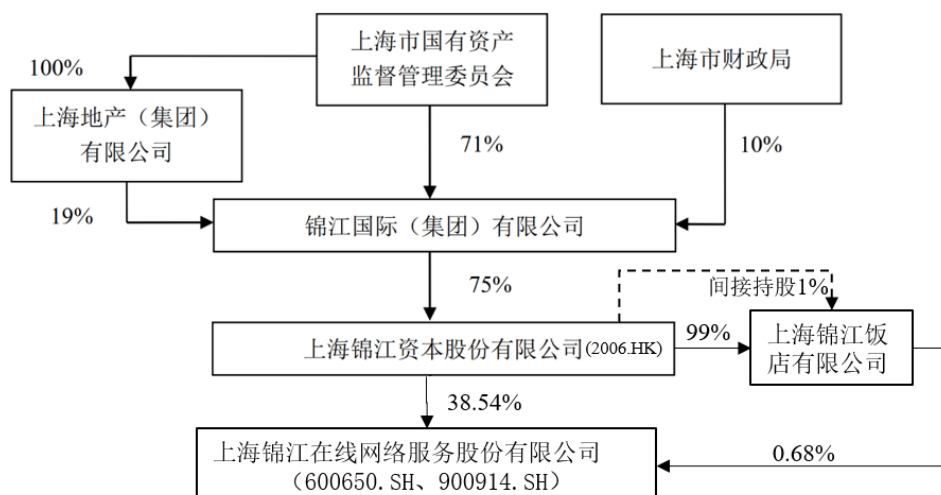 上海市国有资产
监督管理委员会
上海市财政局
100%
上海地产（集团）
有限公司
71%
10%
19%
锦江国际（集团）有限公司
75%
间接持股1%
上海锦江资本股份有限公司(2006.HK)
99%
上海锦江饭
店有限公司
38.54%
上海锦江在线网络服务股份有限公司
（600650.SH、900914.SH）
0.68%